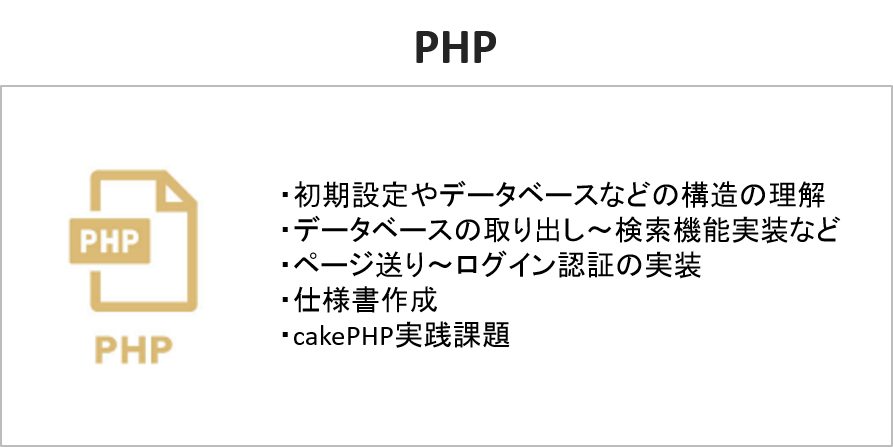 PHP
PHP
PHP
・初期設定やデータベースなどの構造の理解
・データベースの取り出し～検索機能実装など
・ページ送り～ログイン認証の実装
・仕様書作成
・cakePHP実践課題